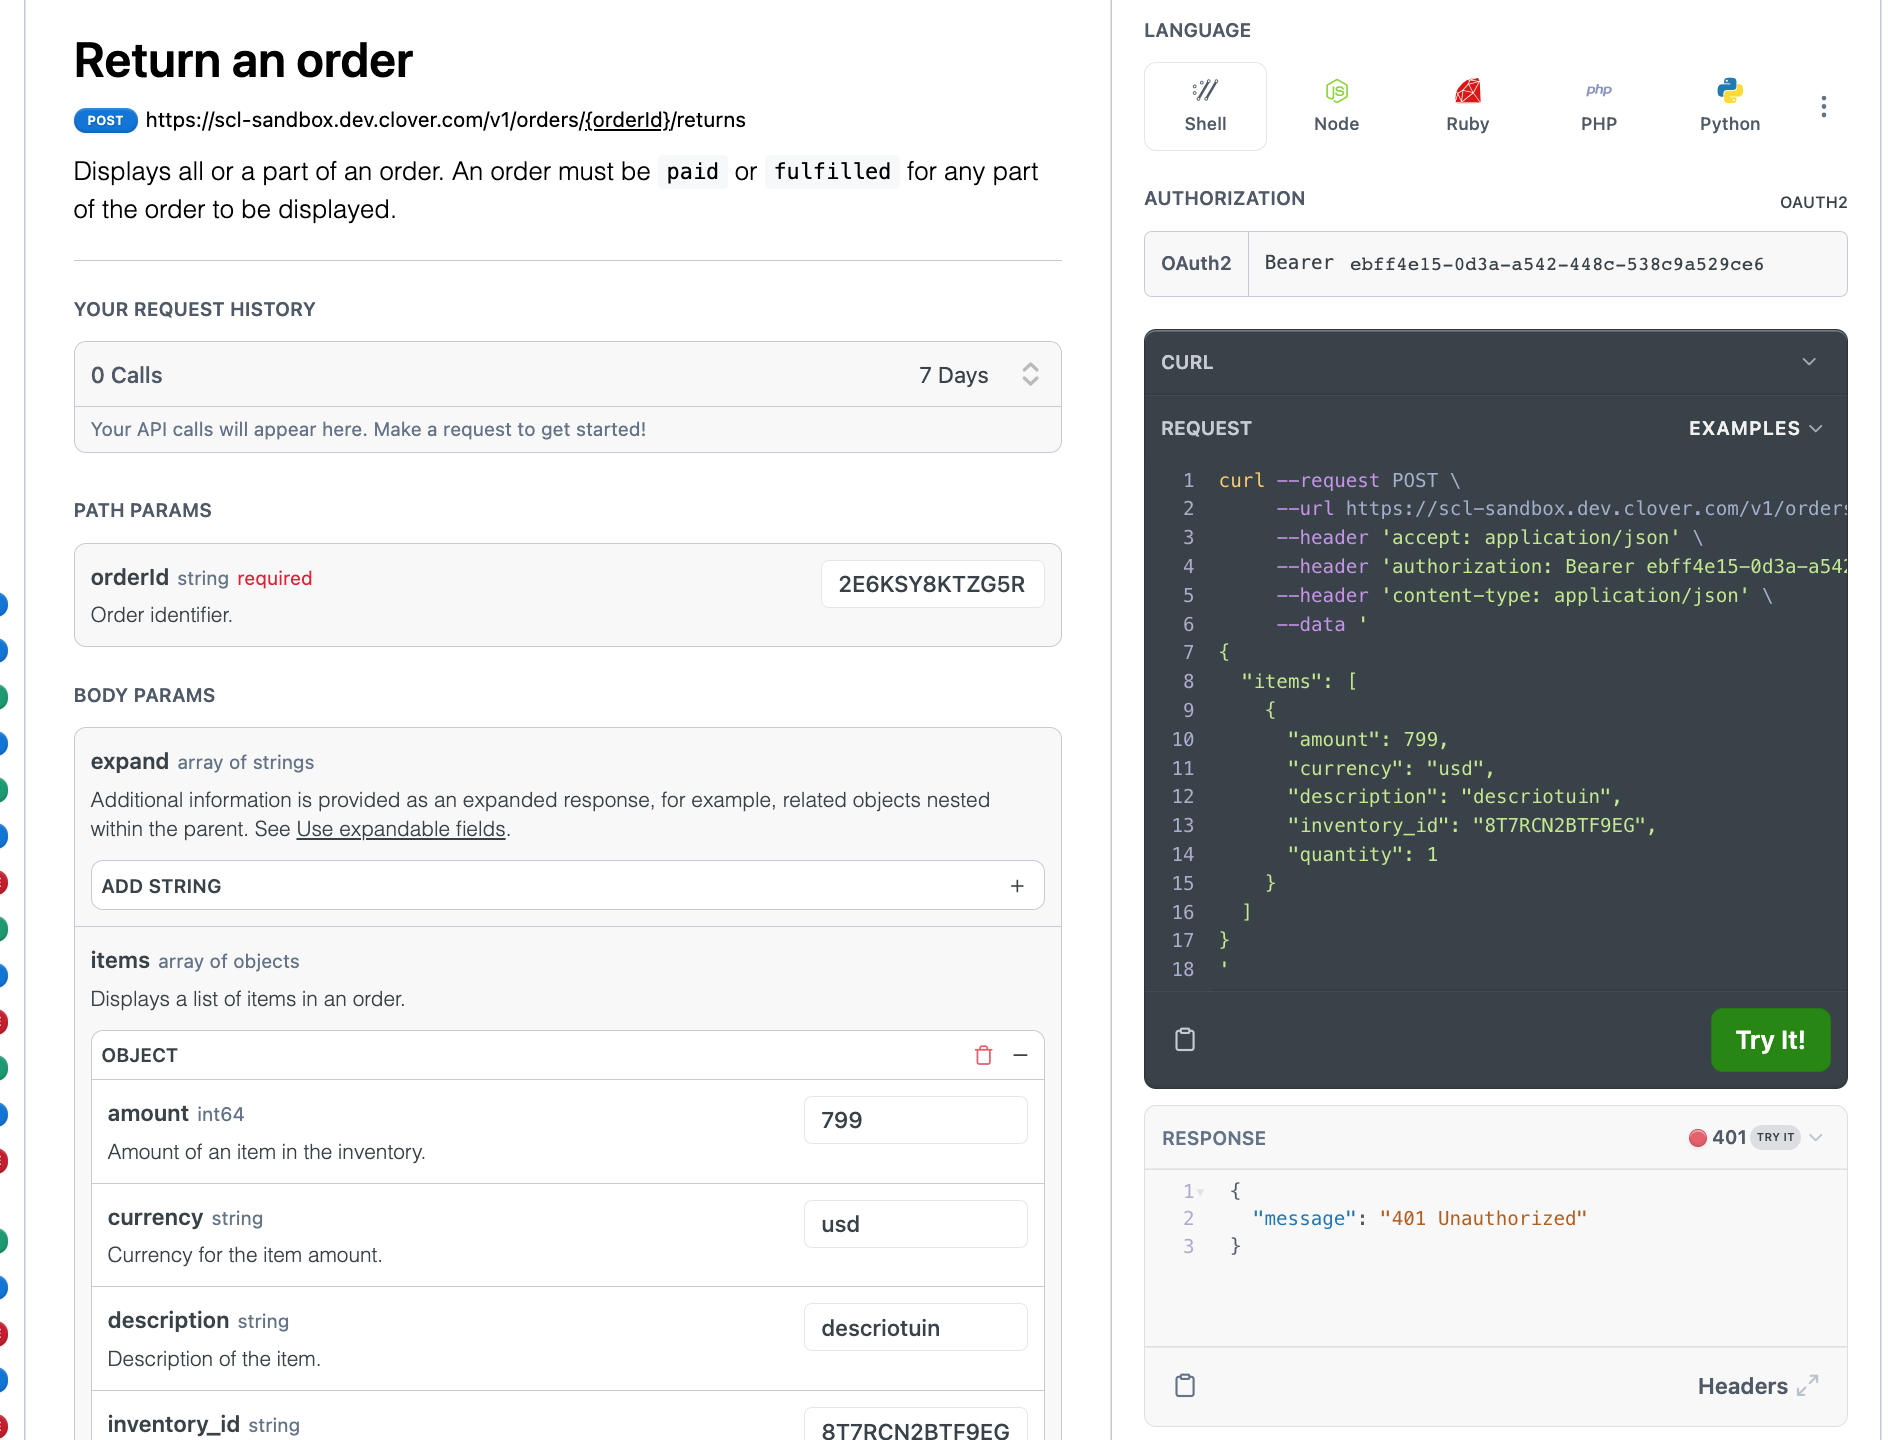 Return an order
POST https://scl-sandbox.dev.clover.com/v1/orders/{orderId}/returns
Displays all or a part of an order. An order must be paid or fulfilled for any part
of the order to be displayed.
YOUR REQUEST HISTORY
0 Calls 7 Days
Your API calls will appear here. Make a request to get started!
PATH PARAMS
orderId string required 2E6KSY8KTZG5R
Order identifier.
BODY PARAMS
expand array of strings
Additional information is provided as an expanded response, for example, related objects nested
within the parent. See Use expandable fields.
ADD STRING +
items array of objects
Displays a list of items in an order.
OBJECT
amount int64 799
Amount of an item in the inventory.
currency string usd
Currency for the item amount.
description string descriotuin
Description of the item.
inventory_id string 8T7RCN2BTF9EG
LANGUAGE
Shell Node Ruby PHP Python
AUTHORIZATION OAUTH2
OAuth2 Bearer ebff4e15-0d3a-a542-448c-538c9a529ce6
CURL
REQUEST EXAMPLES
1 curl --request POST \
2 --url https://scl-sandbox.dev.clover.com/v1/orders
3 --header 'accept: application/json' \
4 --header 'authorization: Bearer ebff4e15-0d3a-a542
5 --header 'content-type: application/json' \
6 --data '
7 {
8 "items": [
9 {
10 "amount": 799,
11 "currency": "usd",
12 "description": "descriotuin",
13 "inventory_id": "8T7RCN2BTF9EG",
14 "quantity": 1
15 }
16 ]
17 }
18 '
Try It!
RESPONSE 401 TRY IT
1 {
2 "message": "401 Unauthorized"
3 }
Headers